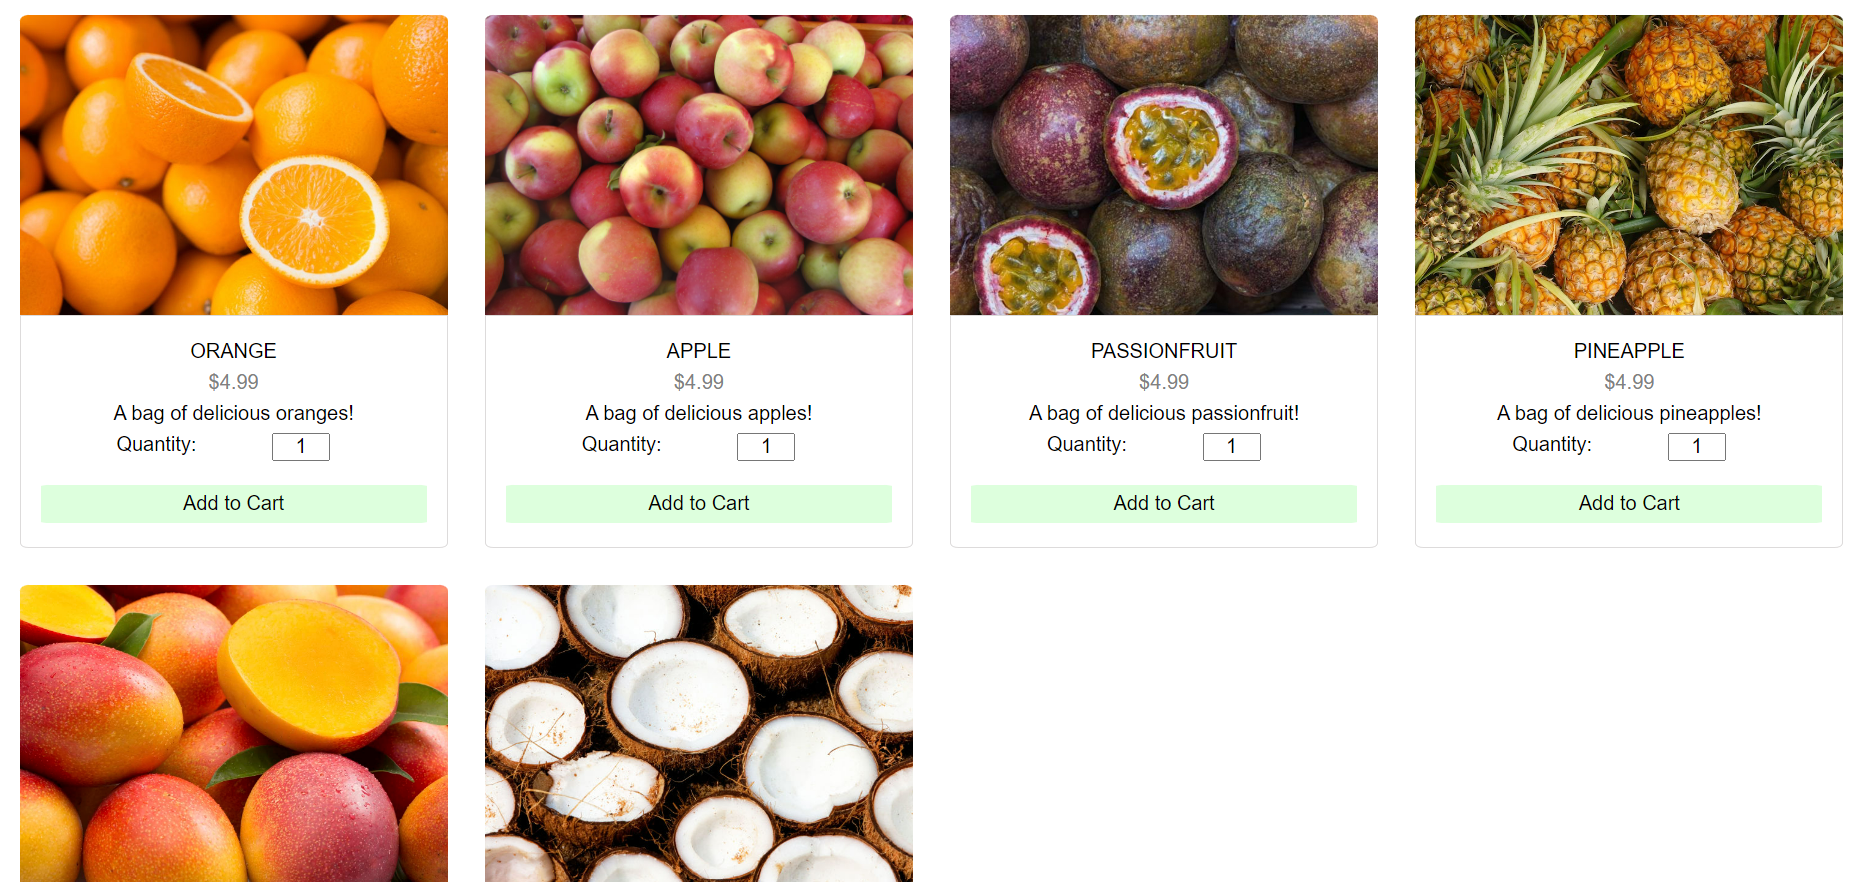 ORANGE
$4.99
A bag of delicious oranges!
Quantity: 1
Add to Cart
APPLE
$4.99
A bag of delicious apples!
Quantity: 1
Add to Cart
PASSIONFRUIT
$4.99
A bag of delicious passionfruit!
Quantity: 1
Add to Cart
PINEAPPLE
$4.99
A bag of delicious pineapples!
Quantity: 1
Add to Cart